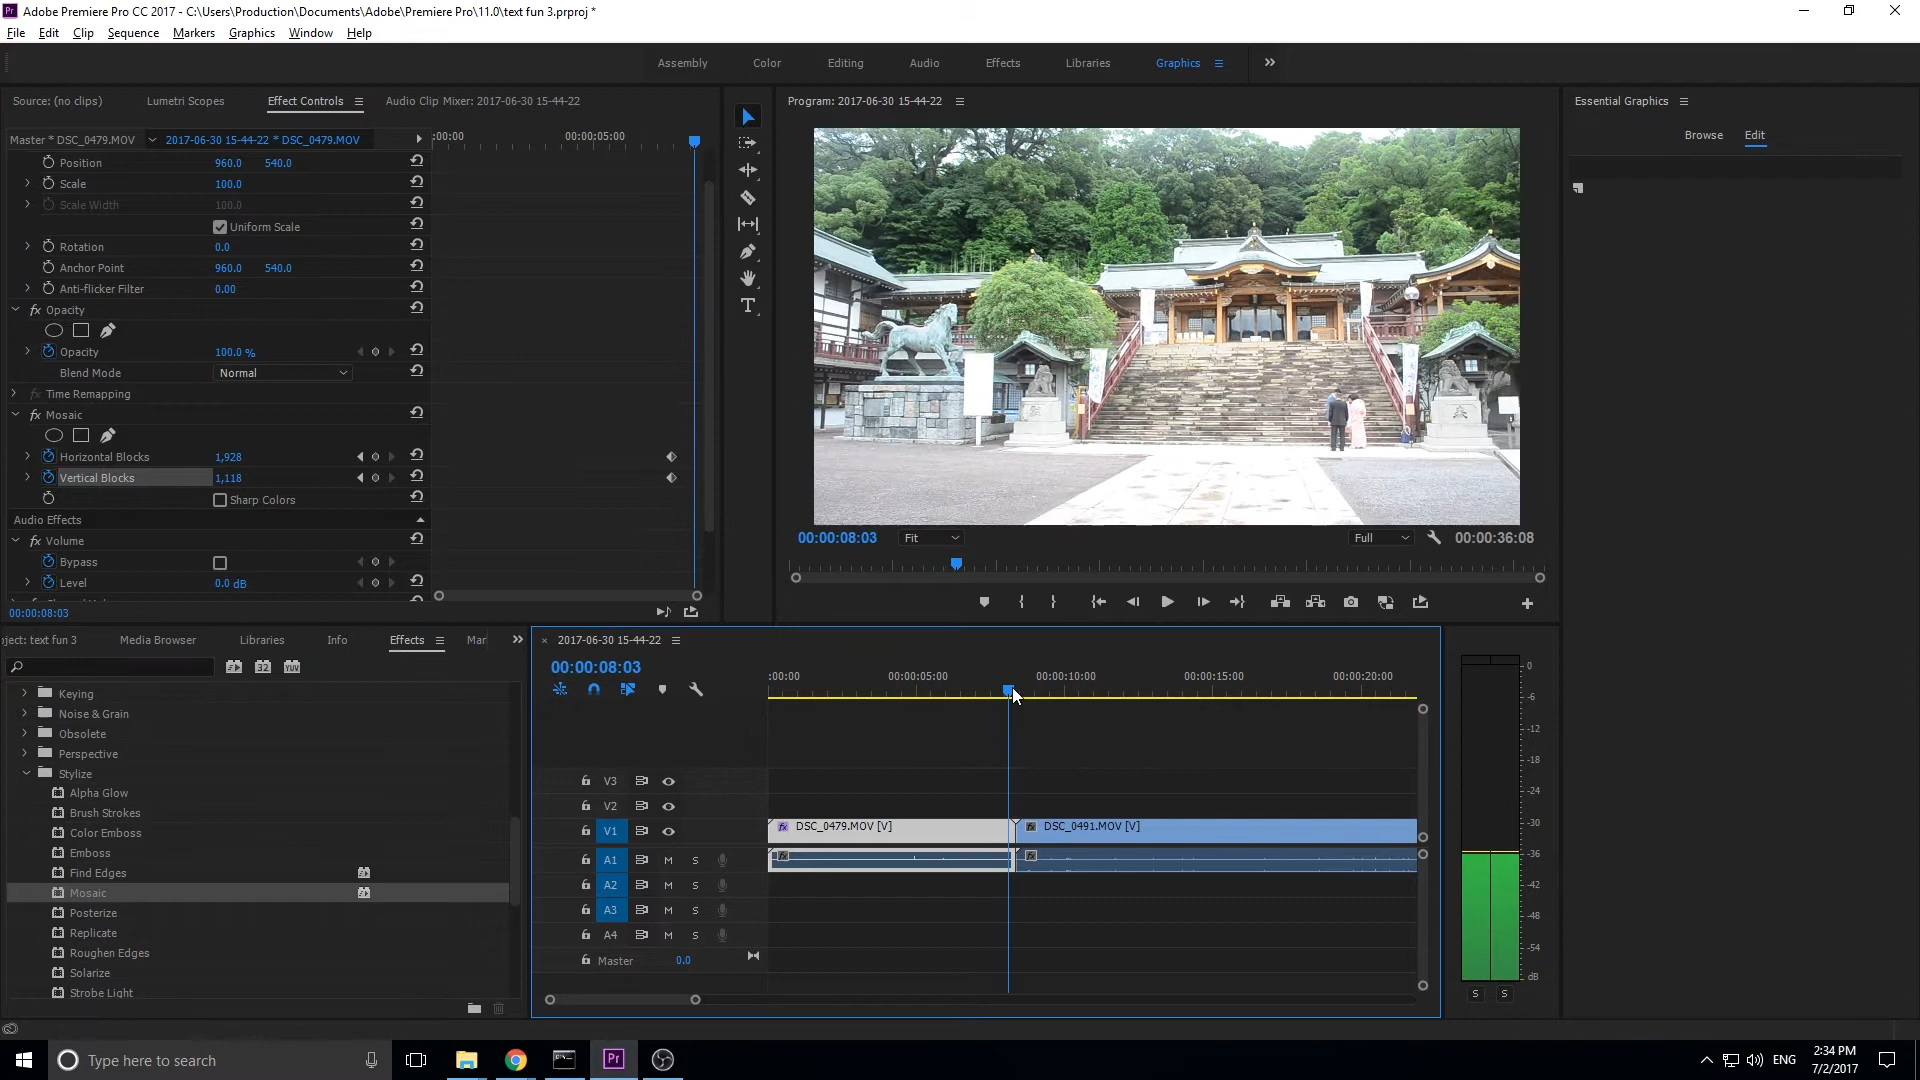 Adobe Premiere Pro CC 2017 - C:\Users\Production\Documents\Adobe\Premiere Pro\11.0\text fun 3.prproj *
File Edit Clip Sequence Markers Graphics Window Help
Assembly Color Editing Audio Effects Libraries Graphics
Source: (no clips) Lumetri Scopes Effect Controls Audio Clip Mixer: 2017-06-30 15-44-22
Master * DSC_0479.MOV 2017-06-30 15-44-22 * DSC_0479.MOV
:00:00 00:00:05:00
Position 960.0 540.0
Scale 100.0
Scale Width 100.0
Uniform Scale
Rotation 0.0
Anchor Point 960.0 540.0
Anti-flicker Filter 0.00
fx Opacity
Opacity 100.0 %
Blend Mode Normal
fx Time Remapping
fx Mosaic
Horizontal Blocks 1,928
Vertical Blocks 1,118
Sharp Colors
Audio Effects
fx Volume
Bypass
Level 0.0 dB
00:00:08:03
Program: 2017-06-30 15-44-22
00:00:08:03 Fit Full 00:00:36:08
Essential Graphics
Browse Edit
oject: text fun 3 Media Browser Libraries Info Effects Mar
32 YUV
Keying
Noise & Grain
Obsolete
Perspective
Stylize
Alpha Glow
Brush Strokes
Color Emboss
Emboss
Find Edges
Mosaic
Posterize
Replicate
Roughen Edges
Solarize
Strobe Light
× 2017-06-30 15-44-22
00:00:08:03
:00:00 00:00:05:00 00:00:10:00 00:00:15:00 00:00:20:00
V3
V2
V1 fx DSC_0479.MOV [V] fx DSC_0491.MOV [V]
A1 M S fx fx
A2 M S
A3 M S
A4 M S
Master 0.0
0
-6
-12
-18
-24
-30
-36
-42
-48
-54
dB
S S
Type here to search
Pr
ENG
2:34 PM
7/2/2017